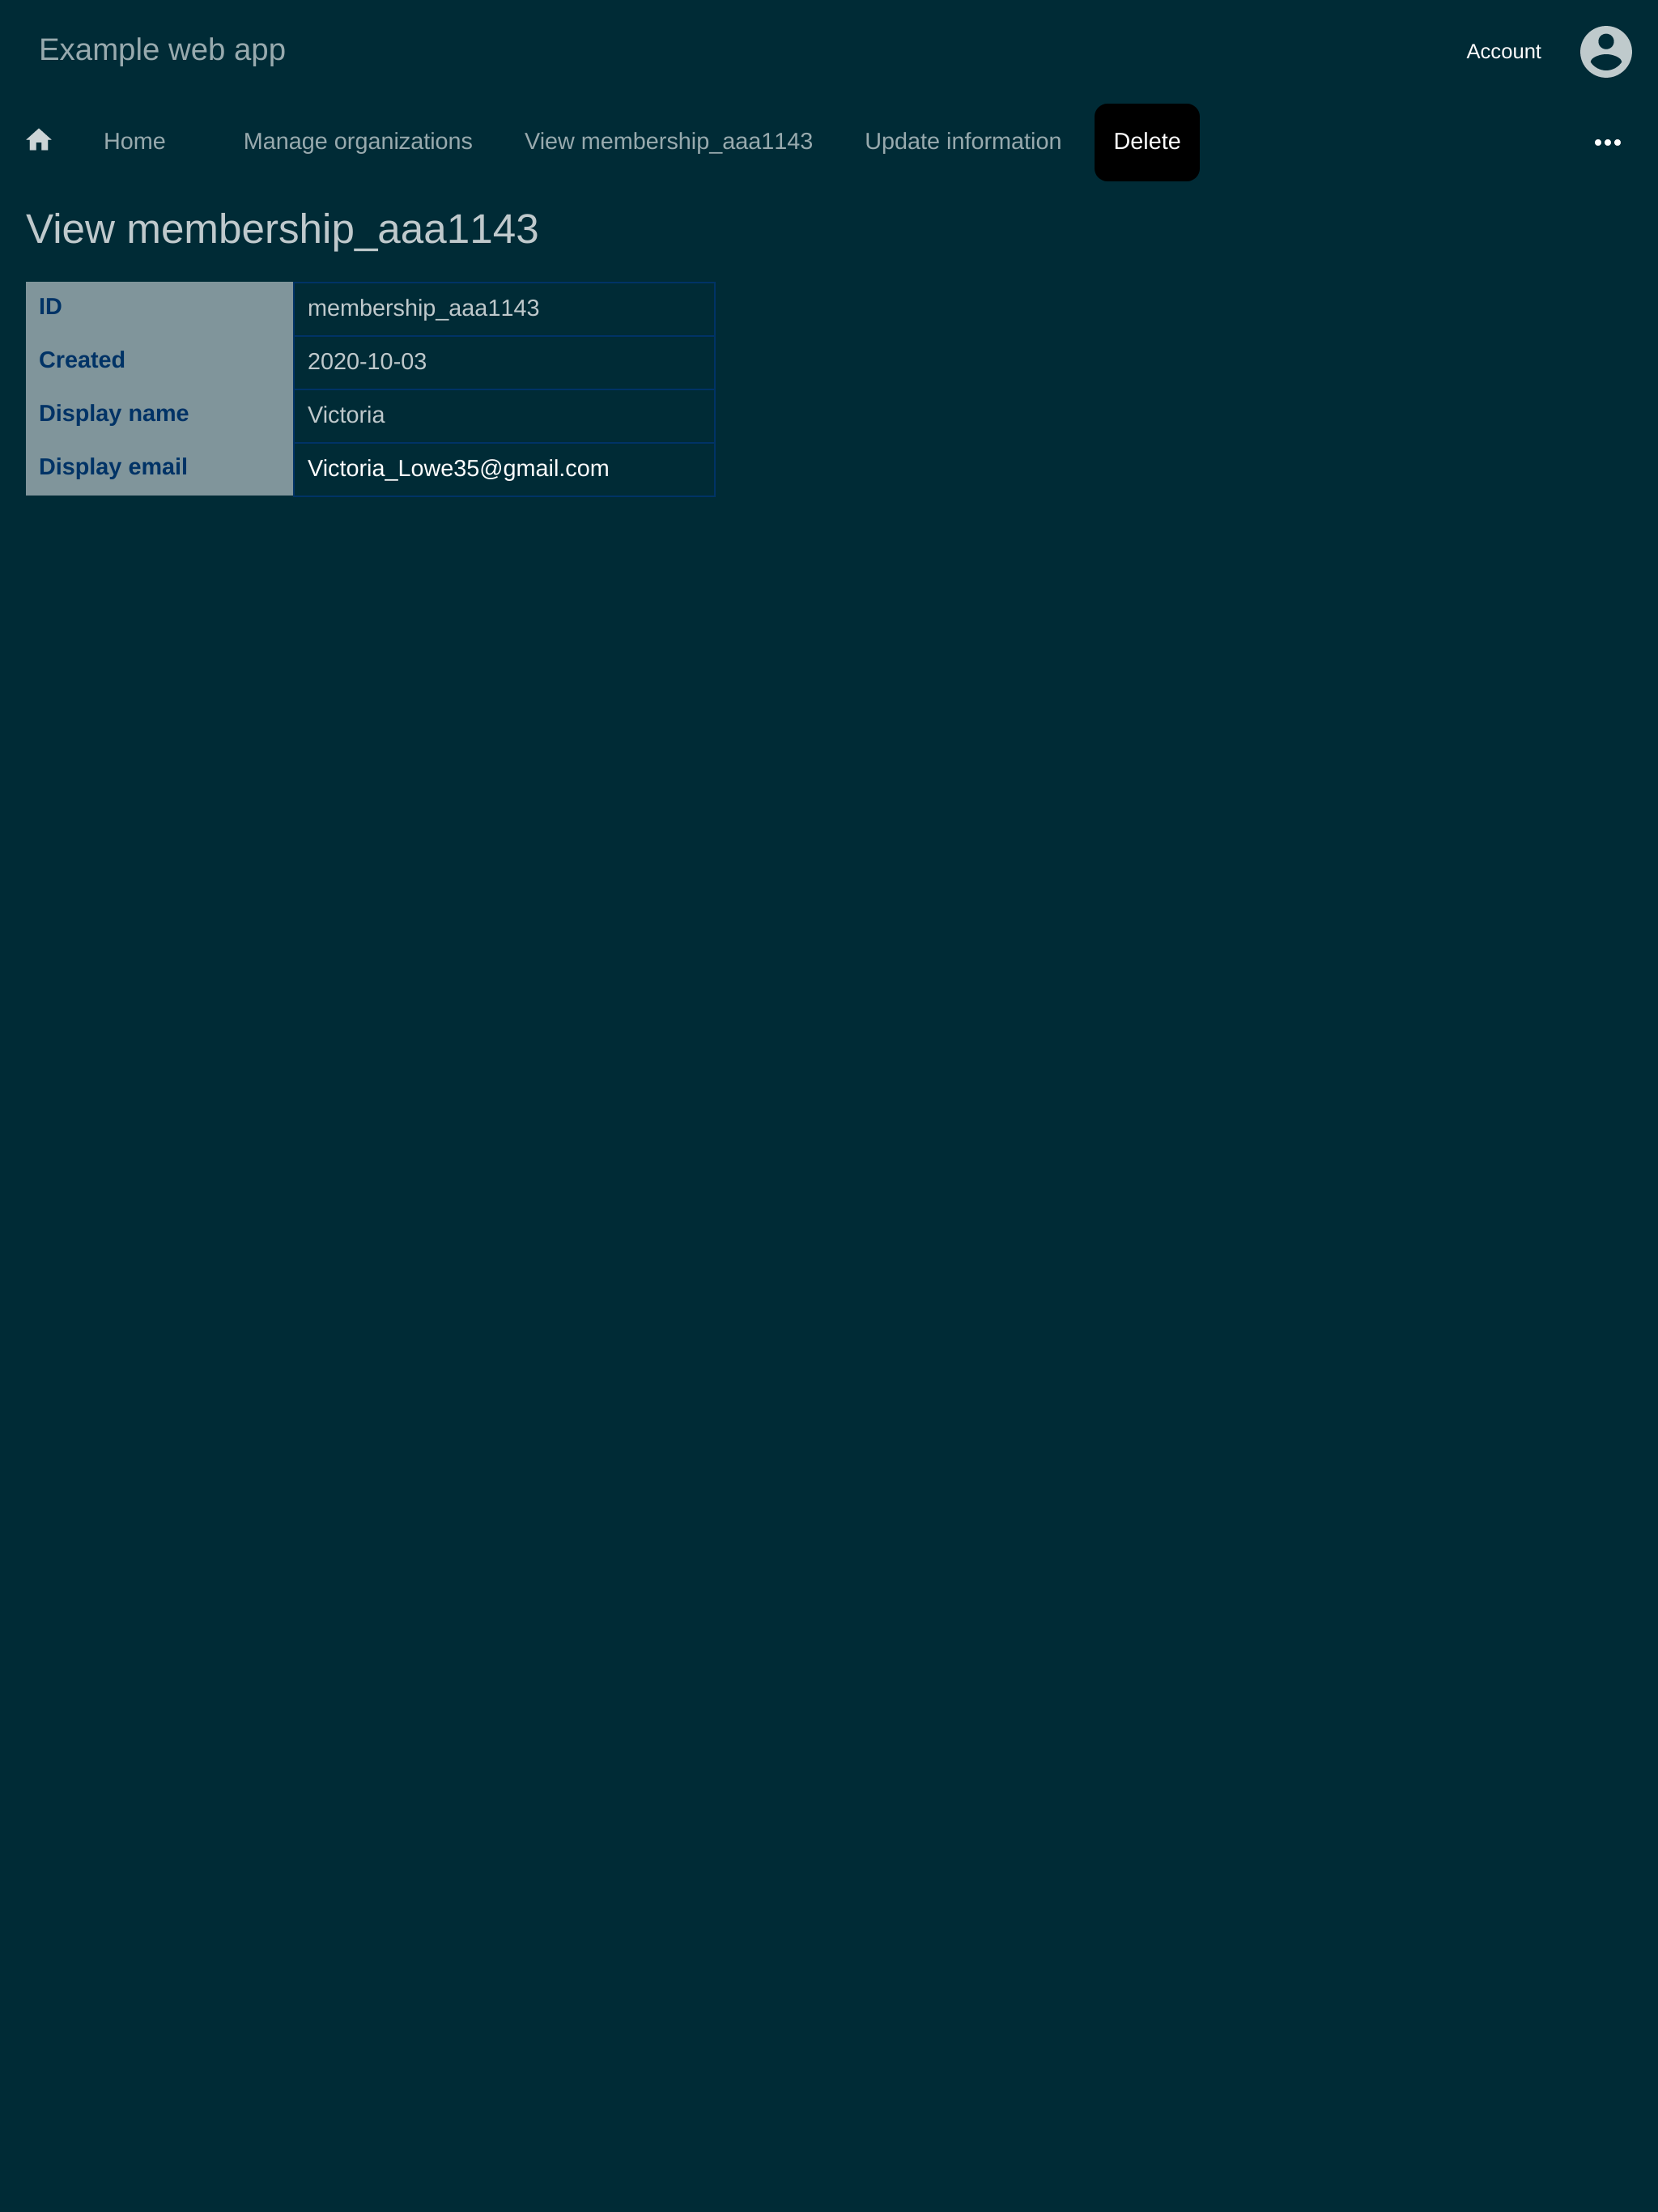 Example web app
Account
Home Manage organizations View membership_aaa1143 Update information Delete
View membership_aaa1143
ID membership_aaa1143
Created 2020-10-03
Display name Victoria
Display email Victoria_Lowe35@gmail.com